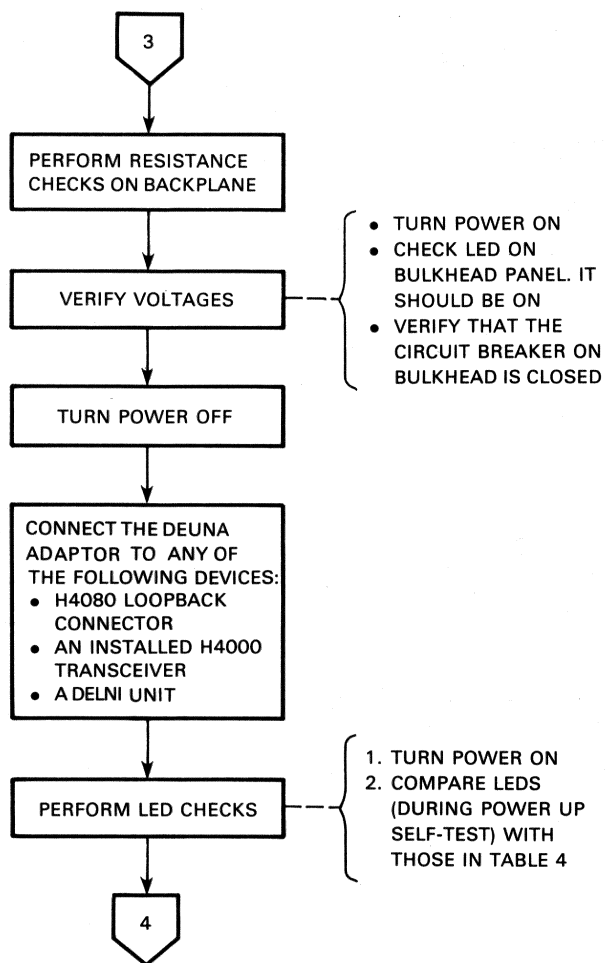 3
PERFORM RESISTANCE
CHECKS ON BACKPLANE
VERIFY VOLTAGES
• TURN POWER ON
• CHECK LED ON
BULKHEAD PANEL. IT
SHOULD BE ON
• VERIFY THAT THE
CIRCUIT BREAKER ON
BULKHEAD IS CLOSED
TURN POWER OFF
CONNECT THE DEUNA
ADAPTOR TO ANY OF
THE FOLLOWING DEVICES:
• H4080 LOOPBACK
CONNECTOR
• AN INSTALLED H4000
TRANSCEIVER
• A DELNI UNIT
PERFORM LED CHECKS
1. TURN POWER ON
2. COMPARE LEDS
(DURING POWER UP
SELF-TEST) WITH
THOSE IN TABLE 4
4